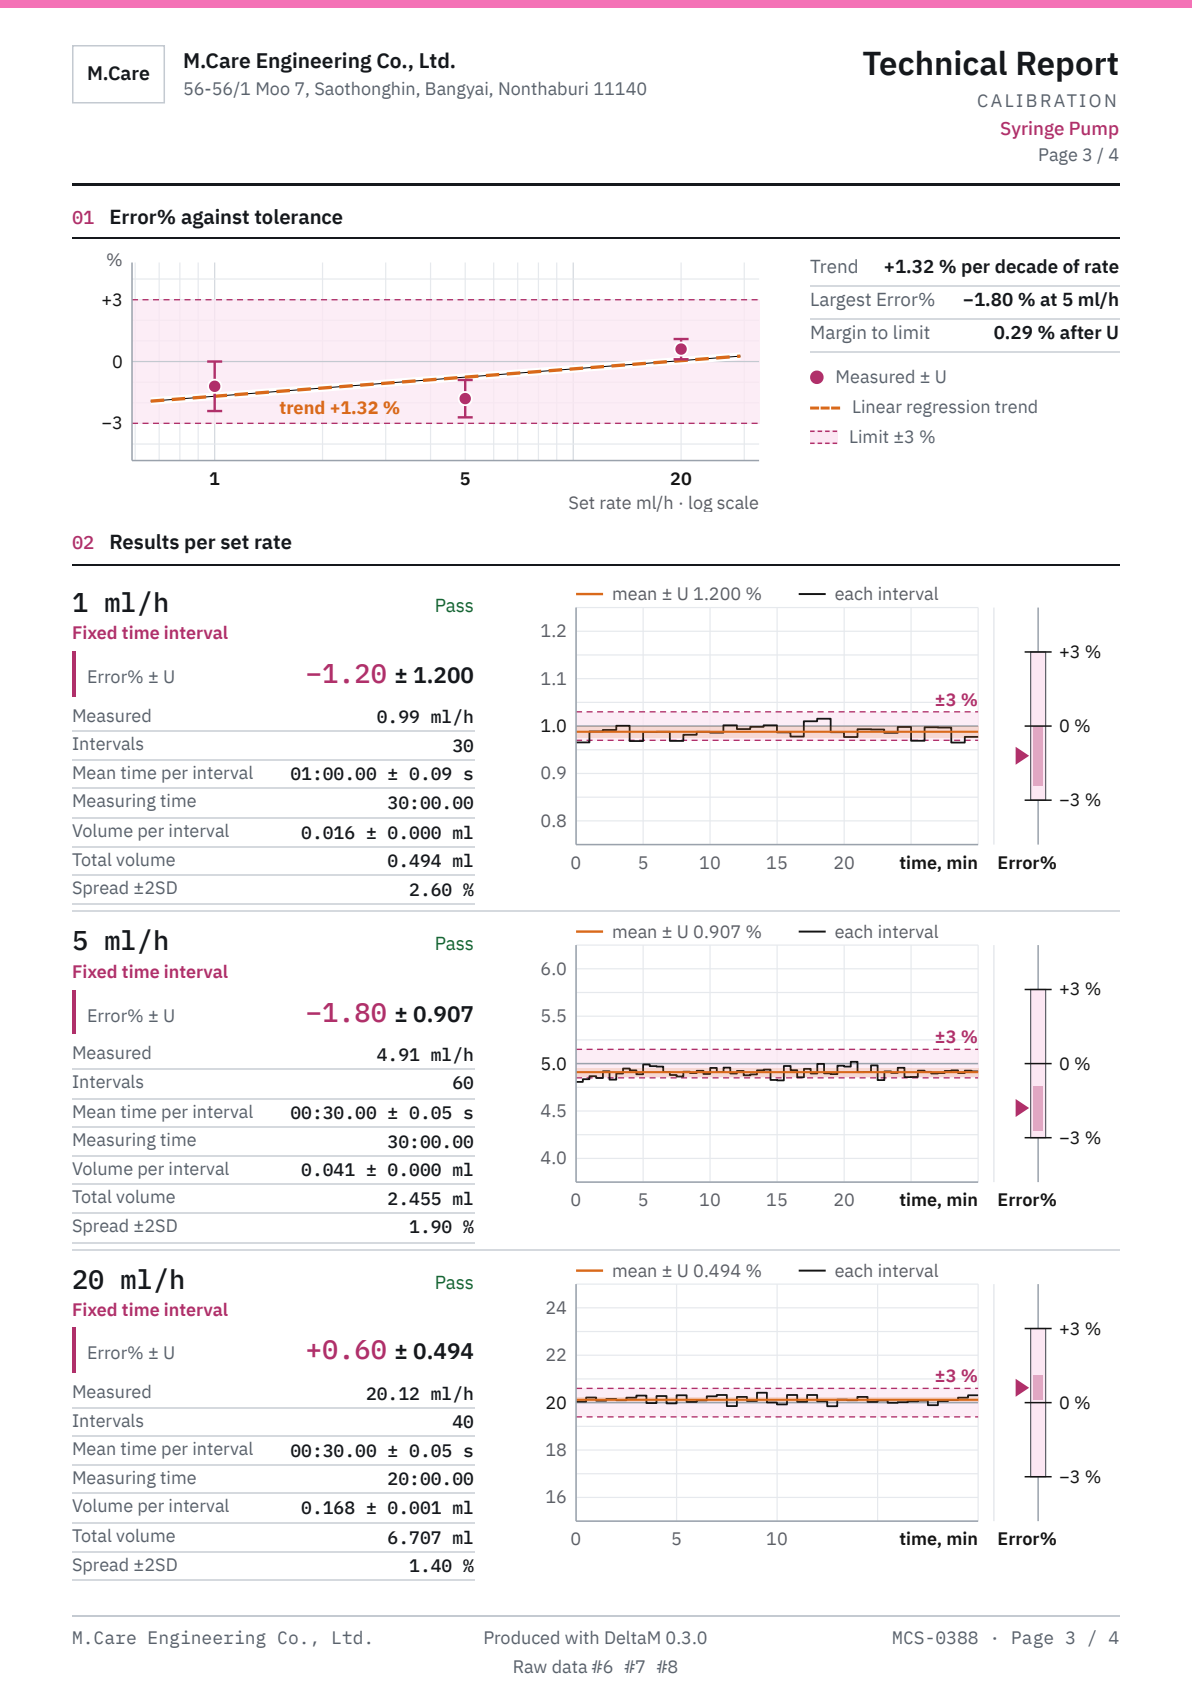 M.Care
M.Care Engineering Co., Ltd.
56-56/1 Moo 7, Saothonghin, Bangyai, Nonthaburi 11140
Technical Report
CALIBRATION
Syringe Pump
Page 3 / 4
01 Error% against tolerance
%
+3
0
−3
trend +1.32 %
1 5 20
Set rate ml/h · log scale
Trend +1.32 % per decade of rate
Largest Error% −1.80 % at 5 ml/h
Margin to limit 0.29 % after U
Measured ± U
Linear regression trend
Limit ±3 %
02 Results per set rate
1 ml/h Pass
Fixed time interval
Error% ± U −1.20 ± 1.200
Measured 0.99 ml/h
Intervals 30
Mean time per interval 01:00.00 ± 0.09 s
Measuring time 30:00.00
Volume per interval 0.016 ± 0.000 ml
Total volume 0.494 ml
Spread ±2SD 2.60 %
mean ± U 1.200 % each interval
1.2
1.1
1.0
0.9
0.8
±3 %
0 5 10 15 20 time, min
+3 %
0 %
−3 %
Error%
5 ml/h Pass
Fixed time interval
Error% ± U −1.80 ± 0.907
Measured 4.91 ml/h
Intervals 60
Mean time per interval 00:30.00 ± 0.05 s
Measuring time 30:00.00
Volume per interval 0.041 ± 0.000 ml
Total volume 2.455 ml
Spread ±2SD 1.90 %
mean ± U 0.907 % each interval
6.0
5.5
5.0
4.5
4.0
±3 %
0 5 10 15 20 time, min
+3 %
0 %
−3 %
Error%
20 ml/h Pass
Fixed time interval
Error% ± U +0.60 ± 0.494
Measured 20.12 ml/h
Intervals 40
Mean time per interval 00:30.00 ± 0.05 s
Measuring time 20:00.00
Volume per interval 0.168 ± 0.001 ml
Total volume 6.707 ml
Spread ±2SD 1.40 %
mean ± U 0.494 % each interval
24
22
20
18
16
±3 %
0 5 10 time, min
+3 %
0 %
−3 %
Error%
M.Care Engineering Co., Ltd. Produced with DeltaM 0.3.0 MCS-0388 · Page 3 / 4
Raw data #6 #7 #8